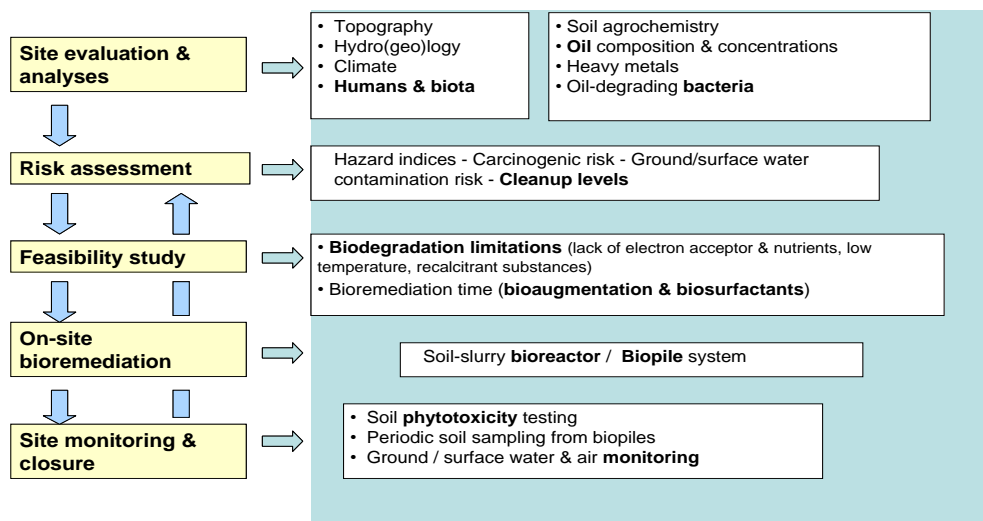 Site evaluation &
analyses
• Topography
• Hydro(geo)logy
• Climate
• Humans & biota
• Soil agrochemistry
• Oil composition & concentrations
• Heavy metals
• Oil-degrading bacteria
Risk assessment
Hazard indices - Carcinogenic risk - Ground/surface water
contamination risk - Cleanup levels
Feasibility study
• Biodegradation limitations (lack of electron acceptor & nutrients, low
temperature, recalcitrant substances)
• Bioremediation time (bioaugmentation & biosurfactants)
On-site
bioremediation
Soil-slurry bioreactor / Biopile system
Site monitoring &
closure
• Soil phytotoxicity testing
• Periodic soil sampling from biopiles
• Ground / surface water & air monitoring